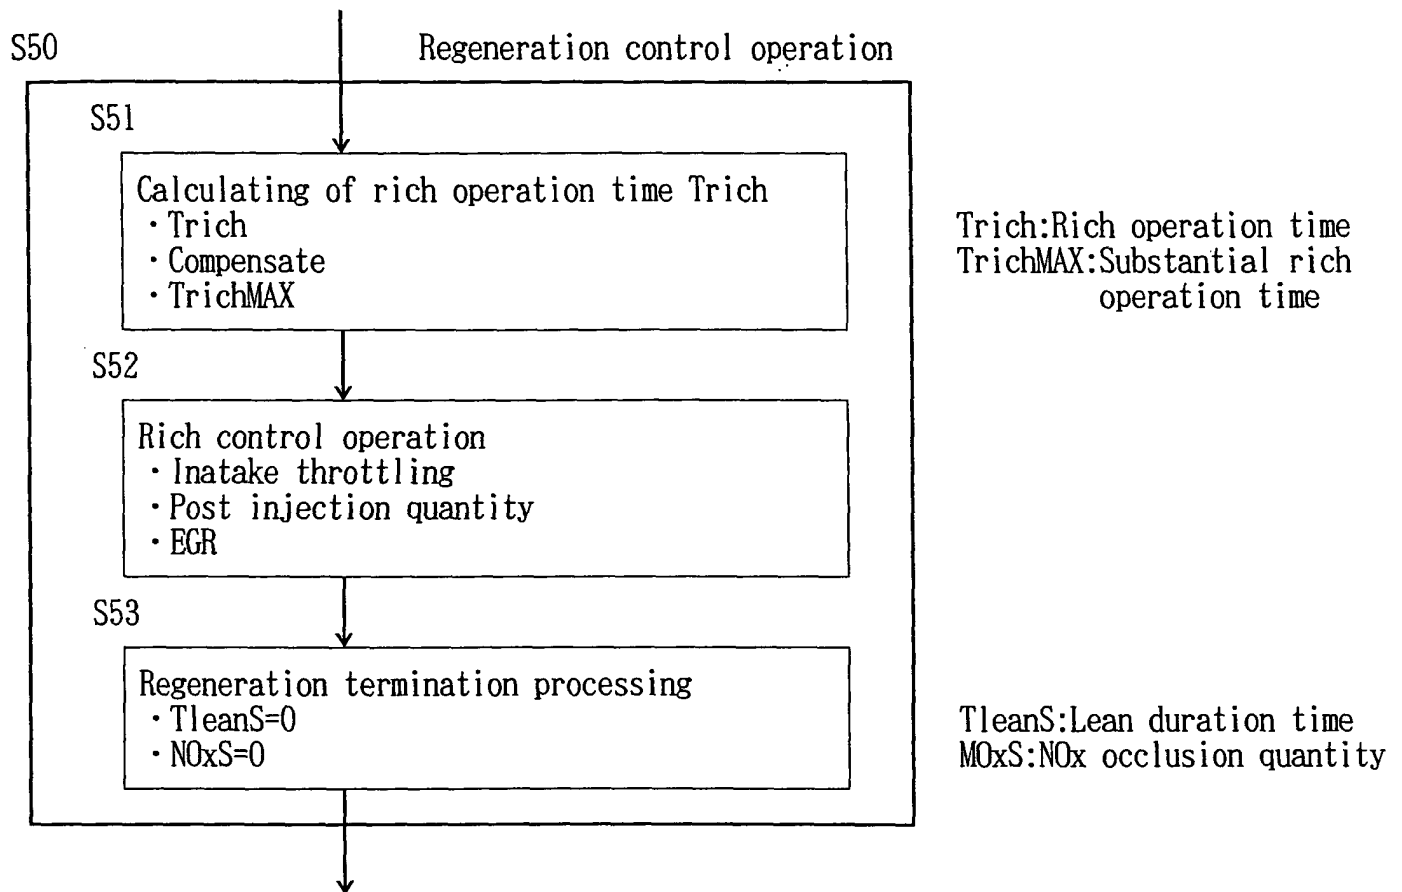 S50
Regeneration control operation
S51
Calculating of rich operation time Trich
・Trich
・Compensate
・TrichMAX
Trich:Rich operation time
TrichMAX:Substantial rich
operation time
S52
Rich control operation
・Inatake throttling
・Post injection quantity
・EGR
S53
Regeneration termination processing
・TleanS=0
・NOxS=0
TleanS:Lean duration time
MOxS:NOx occlusion quantity